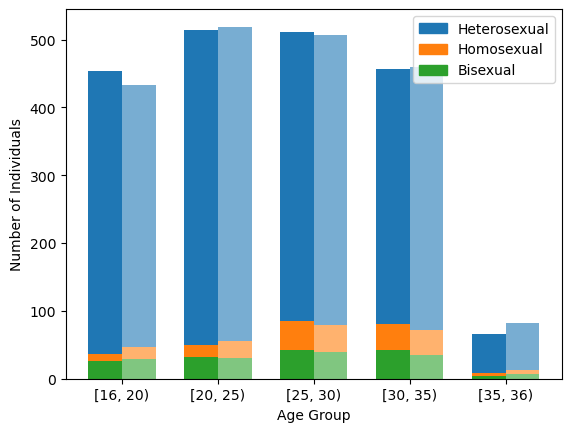 500
400
300
200
100
0
Number of Individuals
Heterosexual
Homosexual
Bisexual
[16, 20)
[20, 25)
[25, 30)
[30, 35)
[35, 36)
Age Group